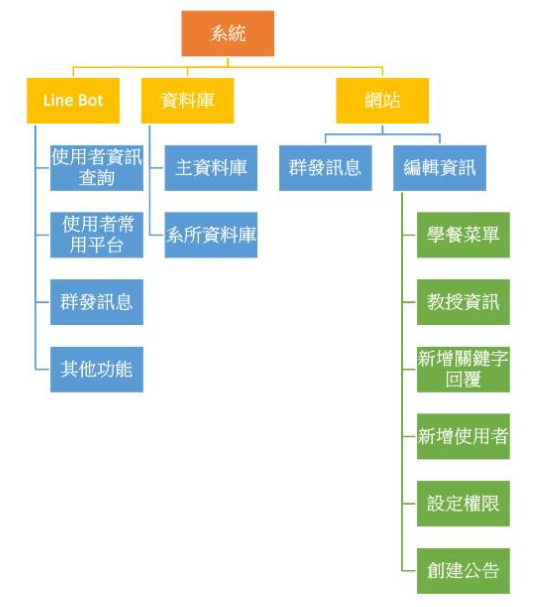 系統
Line Bot
資料庫
網站
使用者資訊
查詢
主資料庫
群發訊息
編輯資訊
使用者常
用平台
系所資料庫
學餐菜單
群發訊息
教授資訊
其他功能
新增關鍵字
回覆
新增使用者
設定權限
創建公告